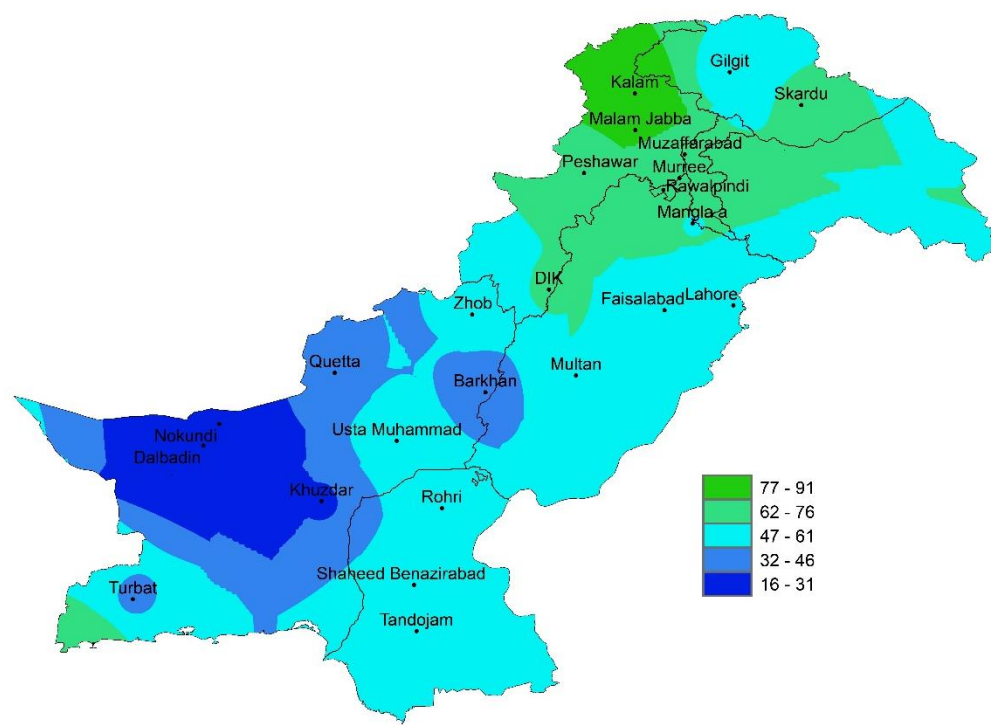 Gilgit
Kalam
Skardu
Malam Jabba
Muzaffarabad
Peshawar
Murree
Rawalpindi
Mangla a
DIK
Zhob
Faisalabad
Lahore
Quetta
Barkhan
Multan
Nokundi
Usta Muhammad
Dalbadin
Khuzdar
Rohri
Shaheed Benazirabad
Turbat
Tandojam
77 - 91
62 - 76
47 - 61
32 - 46
16 - 31